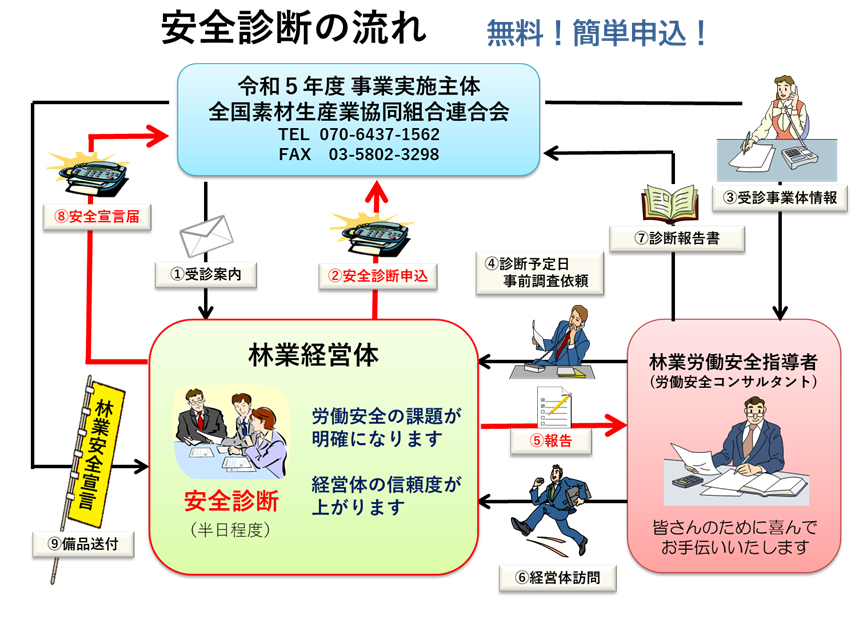 安全診断の流れ
無料！簡単申込！
令和５年度 事業実施主体
全国素材生産業協同組合連合会
TEL 070-6437-1562
FAX 03-5802-3298
③受診事業体情報
⑧安全宣言届
⑦診断報告書
①受診案内
②安全診断申込
④診断予定日
事前調査依頼
林業経営体
労働安全の課題が
明確になります
経営体の信頼度が
上がります
安全診断
（半日程度）
林業労働安全指導者
（労働安全コンサルタント）
皆さんのために喜んで
お手伝いいたします
⑤報告
⑥経営体訪問
林業安全宣言
⑨備品送付